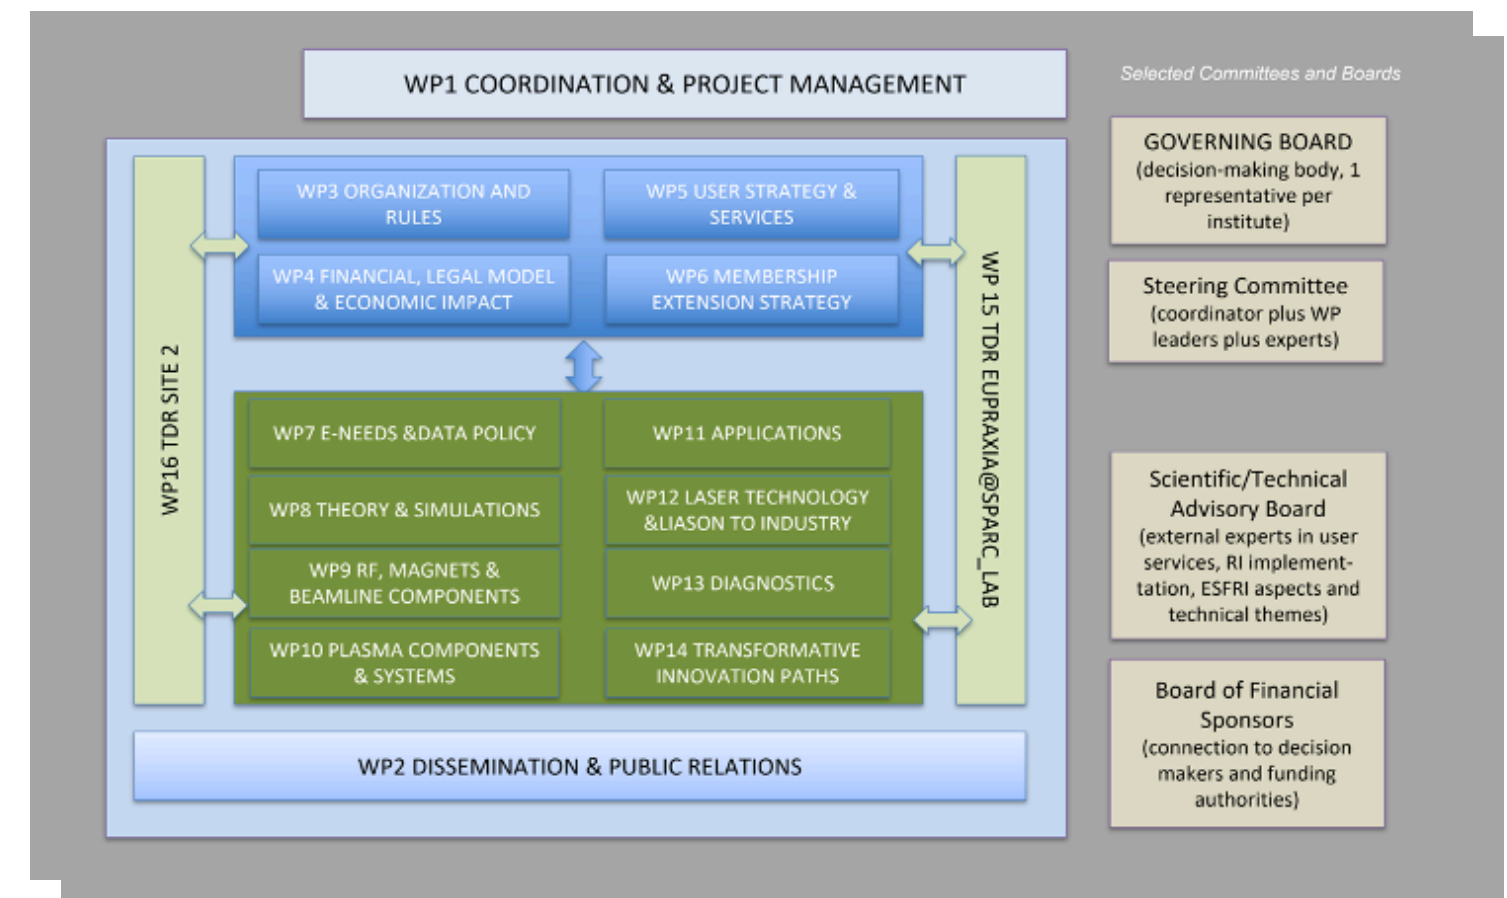 WP1 COORDINATION & PROJECT MANAGEMENT
Selected Committees and Boards
WP16 TDR SITE 2
WP3 ORGANIZATION AND
RULES
WP5 USER STRATEGY &
SERVICES
WP4 FINANCIAL, LEGAL MODEL
& ECONOMIC IMPACT
WP6 MEMBERSHIP
EXTENSION STRATEGY
WP7 E-NEEDS &DATA POLICY
WP11 APPLICATIONS
WP8 THEORY & SIMULATIONS
WP12 LASER TECHNOLOGY
&LIASON TO INDUSTRY
WP9 RF, MAGNETS &
BEAMLINE COMPONENTS
WP13 DIAGNOSTICS
WP10 PLASMA COMPONENTS
& SYSTEMS
WP14 TRANSFORMATIVE
INNOVATION PATHS
WP 15 TDR EUPRAXIA@SPARC_LAB
WP2 DISSEMINATION & PUBLIC RELATIONS
GOVERNING BOARD
(decision-making body, 1
representative per
institute)
Steering Committee
(coordinator plus WP
leaders plus experts)
Scientific/Technical
Advisory Board
(external experts in user
services, RI implement-
tation, ESFRI aspects and
technical themes)
Board of Financial
Sponsors
(connection to decision
makers and funding
authorities)